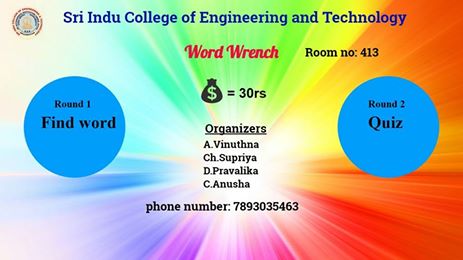 Sri Indu College of Engineering and Technology
Word Wrench
Room no: 413
$ = 30rs
Round 1
Find word
Round 2
Quiz
Organizers
A.Vinuthna
Ch.Supriya
D.Pravalika
C.Anusha
phone number: 7893035463